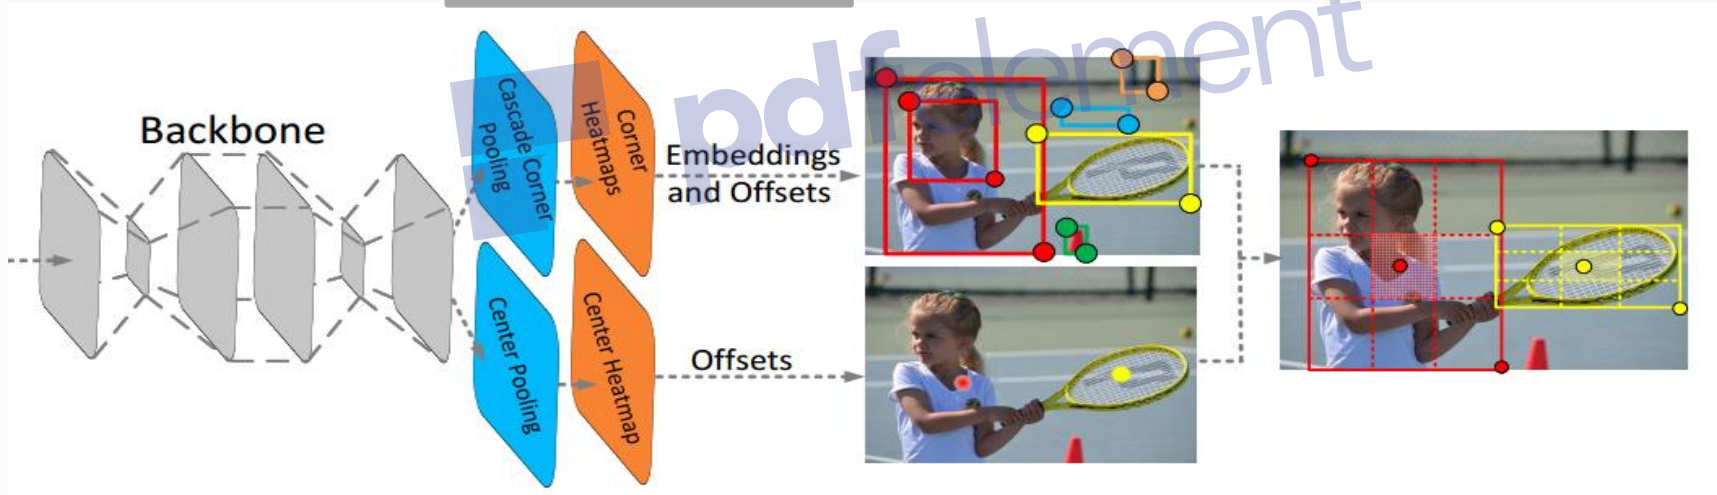 pdfelement
Backbone
Cascade Corner
Pooling
Corner
Heatmaps
Embeddings
and Offsets
Center Pooling
Center Heatmap
Offsets